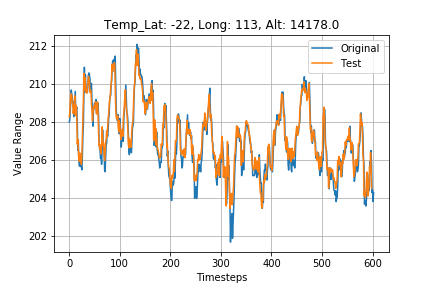 Temp_Lat: -22, Long: 113, Alt: 14178.0
Original
Test
Value Range
212
210
208
206
204
202
0 100 200 300 400 500 600
Timesteps